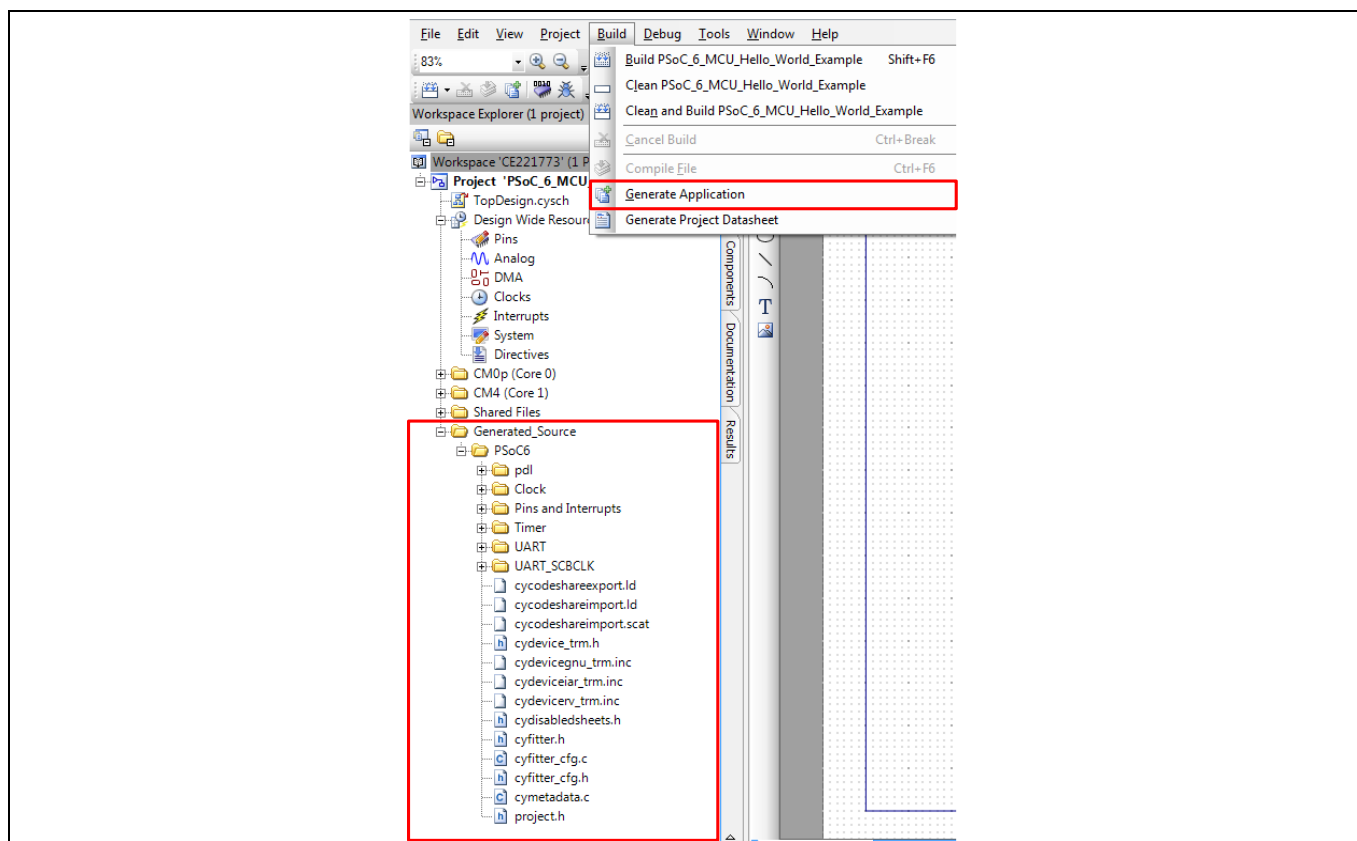 File Edit View Project Build Debug Tools Window Help
83%
Build PSoC_6_MCU_Hello_World_Example Shift+F6
Clean PSoC_6_MCU_Hello_World_Example
Workspace Explorer (1 project)
Clean and Build PSoC_6_MCU_Hello_World_Example
Cancel Build Ctrl+Break
Workspace 'CE221773' (1 P
Compile File Ctrl+F6
Project 'PSoC_6_MCU_
Generate Application
TopDesign.cysch
Generate Project Datasheet
Design Wide Resour
Pins
Analog
DMA
Clocks
Interrupts
System
Directives
CM0p (Core 0)
CM4 (Core 1)
Shared Files
Generated_Source
PSoC6
pdl
Clock
Pins and Interrupts
Timer
UART
UART_SCBCLK
cycodeshareexport.ld
cycodeshareimport.ld
cycodeshareimport.scat
cydevice_trm.h
cydevicegnu_trm.inc
cydeviceiar_trm.inc
cydevicerv_trm.inc
cydisabledsheets.h
cyfitter.h
cyfitter_cfg.c
cyfitter_cfg.h
cymetadata.c
project.h
Components
Documentation
Results
T